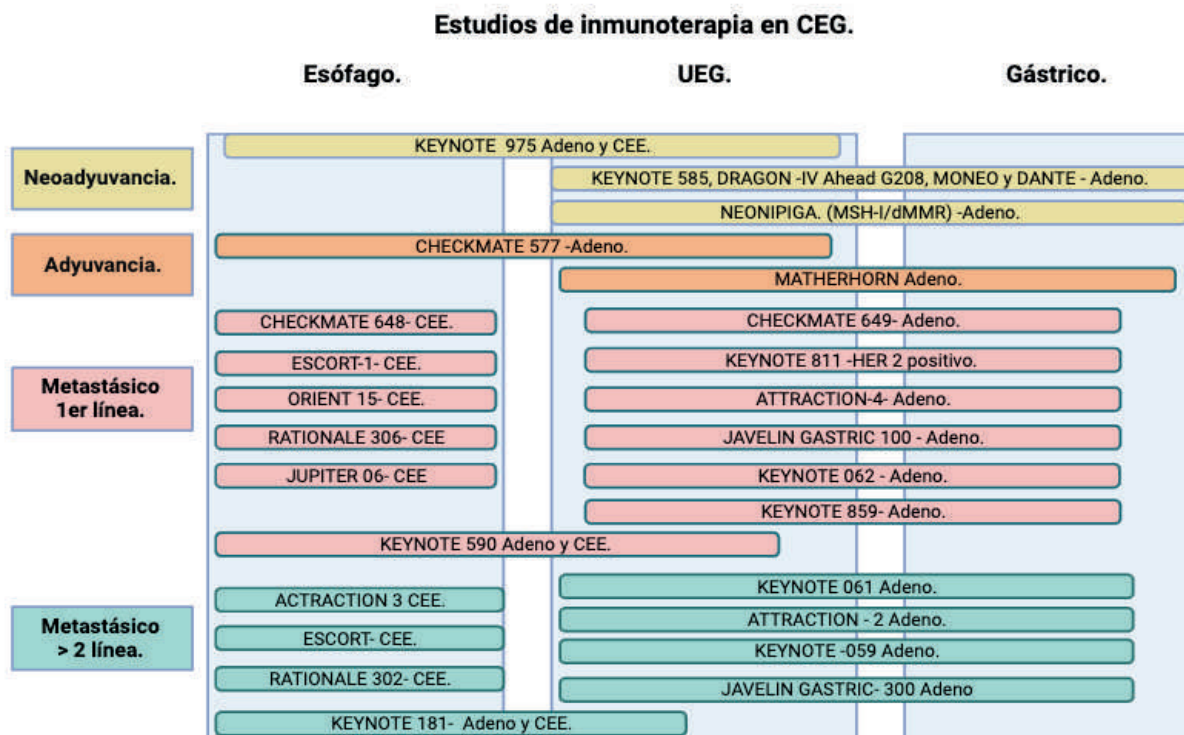 Estudios de inmunoterapia en CEG.
Esófago. UEG. Gástrico.
Neoadyuvancia.
KEYNOTE 975 Adeno y CEE.
KEYNOTE 585, DRAGON -IV Ahead G208, MONEO y DANTE - Adeno.
NEONIPIGA. (MSH-I/dMMR) -Adeno.
Adyuvancia.
CHECKMATE 577 -Adeno.
MATHERHORN Adeno.
Metastásico
1er línea.
CHECKMATE 648- CEE.
CHECKMATE 649- Adeno.
ESCORT-1- CEE.
KEYNOTE 811 -HER 2 positivo.
ORIENT 15- CEE.
ATTRACTION-4- Adeno.
RATIONALE 306- CEE
JAVELIN GASTRIC 100 - Adeno.
JUPITER 06- CEE
KEYNOTE 062 - Adeno.
KEYNOTE 859- Adeno.
KEYNOTE 590 Adeno y CEE.
Metastásico
> 2 línea.
KEYNOTE 061 Adeno.
ACTRACTION 3 CEE.
ATTRACTION - 2 Adeno.
ESCORT- CEE.
KEYNOTE -059 Adeno.
RATIONALE 302- CEE.
JAVELIN GASTRIC- 300 Adeno
KEYNOTE 181- Adeno y CEE.